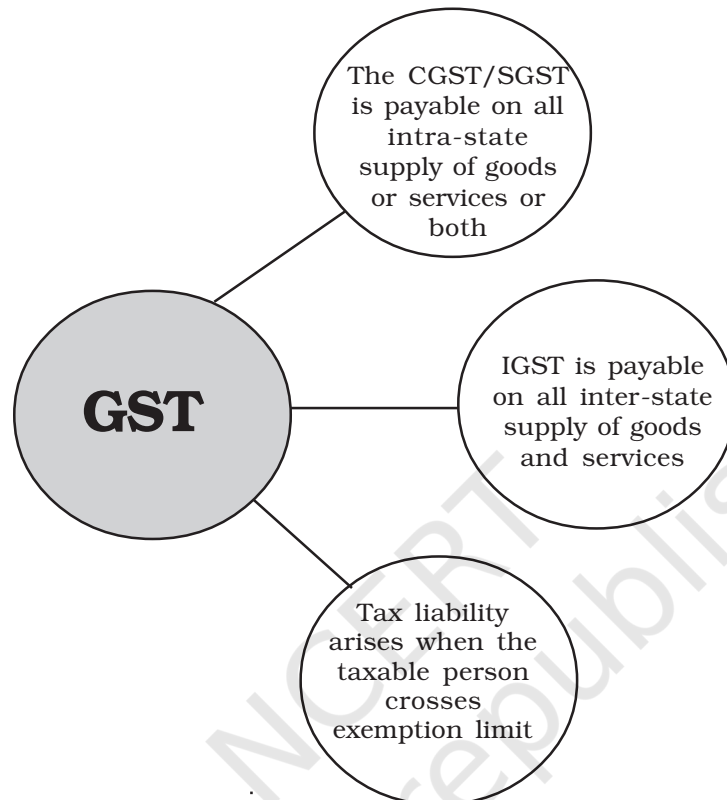 The CGST/SGST
is payable on all
intra-state
supply of goods
or services or
both
GST
IGST is payable
on all inter-state
supply of goods
and services
Tax liability
arises when the
taxable person
crosses
exemption limit
NCERT
republis